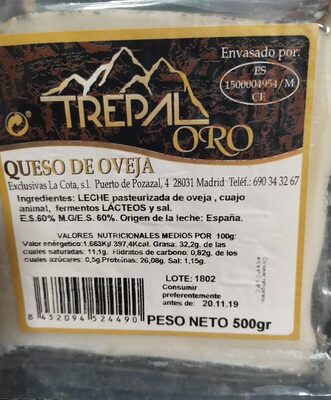 Envasado por:
ES
1500004954/M
CE
TREPAL
ORO
QUESO DE OVEJA
Exclusivas La Cota, s.l. Puerto de Pozazal, 4 28031 Madrid Teléf.: 690 34 32 67
Ingredientes: LECHE pasteurizada de oveja , cuajo
animal, fermentos LÁCTEOS y sal.
E.S.60% M.G/E.S. 60%. Origen de la leche: España.
VALORES NUTRICIONALES MEDIOS POR 100g:
Valor energético:1.663Kj/ 397,4Kcal. Grasa: 32,2g, de las
cuales saturadas: 11,1g. Hidratos de carbono: 0,82g, de los
cuales azúcares: 0,5g.Proteinas: 26,08g. Sal: 1,15g.
LOTE: 1802
Consumir
preferentemente
antes de: 20.11.19
8 432094 524490
PESO NETO 500gr